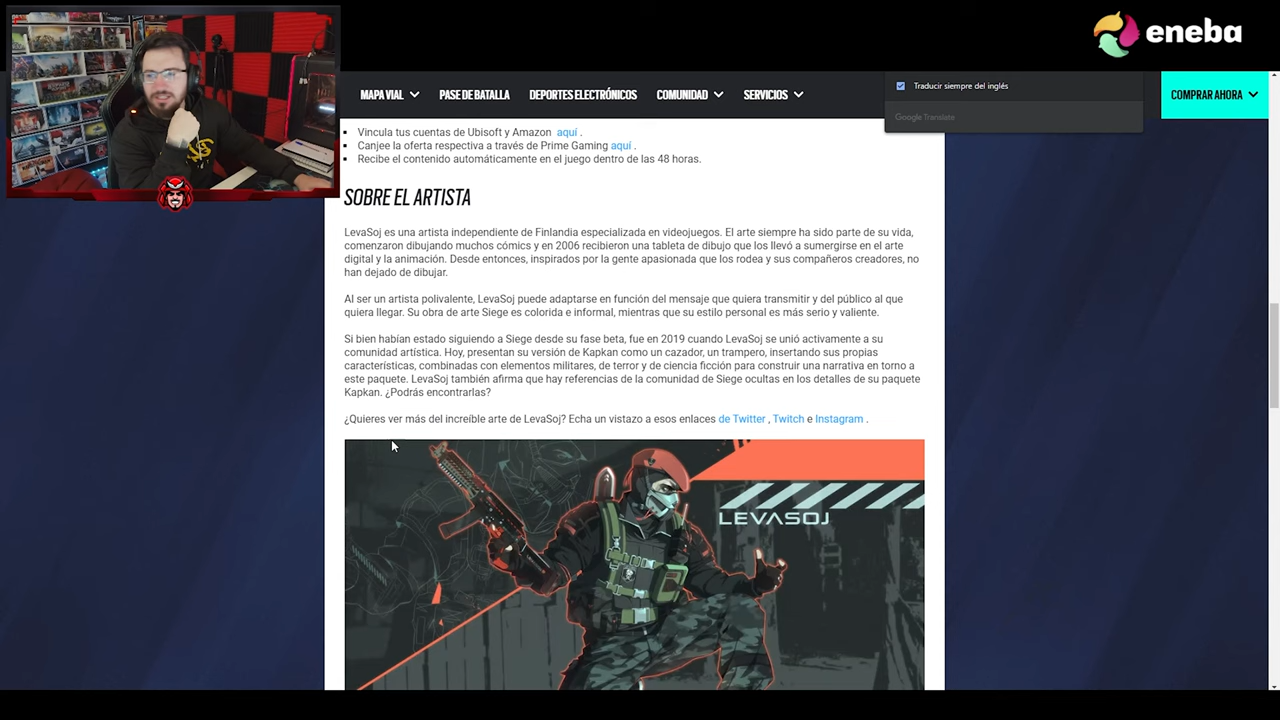 eneba
Traducir siempre del inglés
Google Translate
MAPA VIAL PASE DE BATALLA DEPORTES ELECTRÓNICOS COMUNIDAD SERVICIOS COMPRAR AHORA
Vincula tus cuentas de Ubisoft y Amazon aquí .
Canjee la oferta respectiva a través de Prime Gaming aquí .
Recibe el contenido automáticamente en el juego dentro de las 48 horas.
SOBRE EL ARTISTA
LevaSoj es una artista independiente de Finlandia especializada en videojuegos. El arte siempre ha sido parte de su vida,
comenzaron dibujando muchos cómics y en 2006 recibieron una tableta de dibujo que los llevó a sumergirse en el arte
digital y la animación. Desde entonces, inspirados por la gente apasionada que los rodea y sus compañeros creadores, no
han dejado de dibujar.
Al ser un artista polivalente, LevaSoj puede adaptarse en función del mensaje que quiera transmitir y del público al que
quiera llegar. Su obra de arte Siege es colorida e informal, mientras que su estilo personal es más serio y valiente.
Si bien habían estado siguiendo a Siege desde su fase beta, fue en 2019 cuando LevaSoj se unió activamente a su
comunidad artística. Hoy, presentan su versión de Kapkan como un cazador, un trampero, insertando sus propias
características, combinadas con elementos militares, de terror y de ciencia ficción para construir una narrativa en torno a
este paquete. LevaSoj también afirma que hay referencias de la comunidad de Siege ocultas en los detalles de su paquete
Kapkan. ¿Podrás encontrarlas?
¿Quieres ver más del increíble arte de LevaSoj? Echa un vistazo a esos enlaces de Twitter , Twitch e Instagram .
LEVASOJ